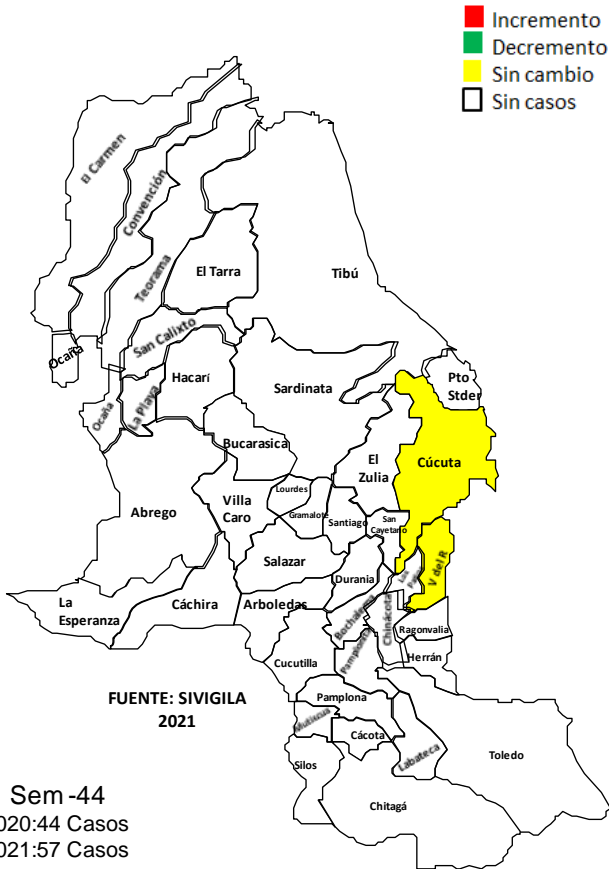 Incremento
Decremento
Sin cambio
Sin casos
El Carmen
Convención
Teorama
El Tarra
Tibú
San Calixto
Ocaña
Hacarí
Sardinata
Pto
Stder
Ocaña
La Playa
Bucarasica
El
Zulia
Cúcuta
Abrego
Villa
Caro
Lourdes
Gramalote
Santiago
San
Cayetano
Salazar
Durania
Los
V del R
La
Esperanza
Cáchira
Arboledas
Bochalema
Chinácota
Ragonvalia
Cucutilla
Pamplonita
Herrán
FUENTE: SIVIGILA
2021
Pamplona
Mutiscua
Cácota
Labateca
Toledo
Silos
Chitagá
Sem -44
020:44 Casos
021:57 Casos